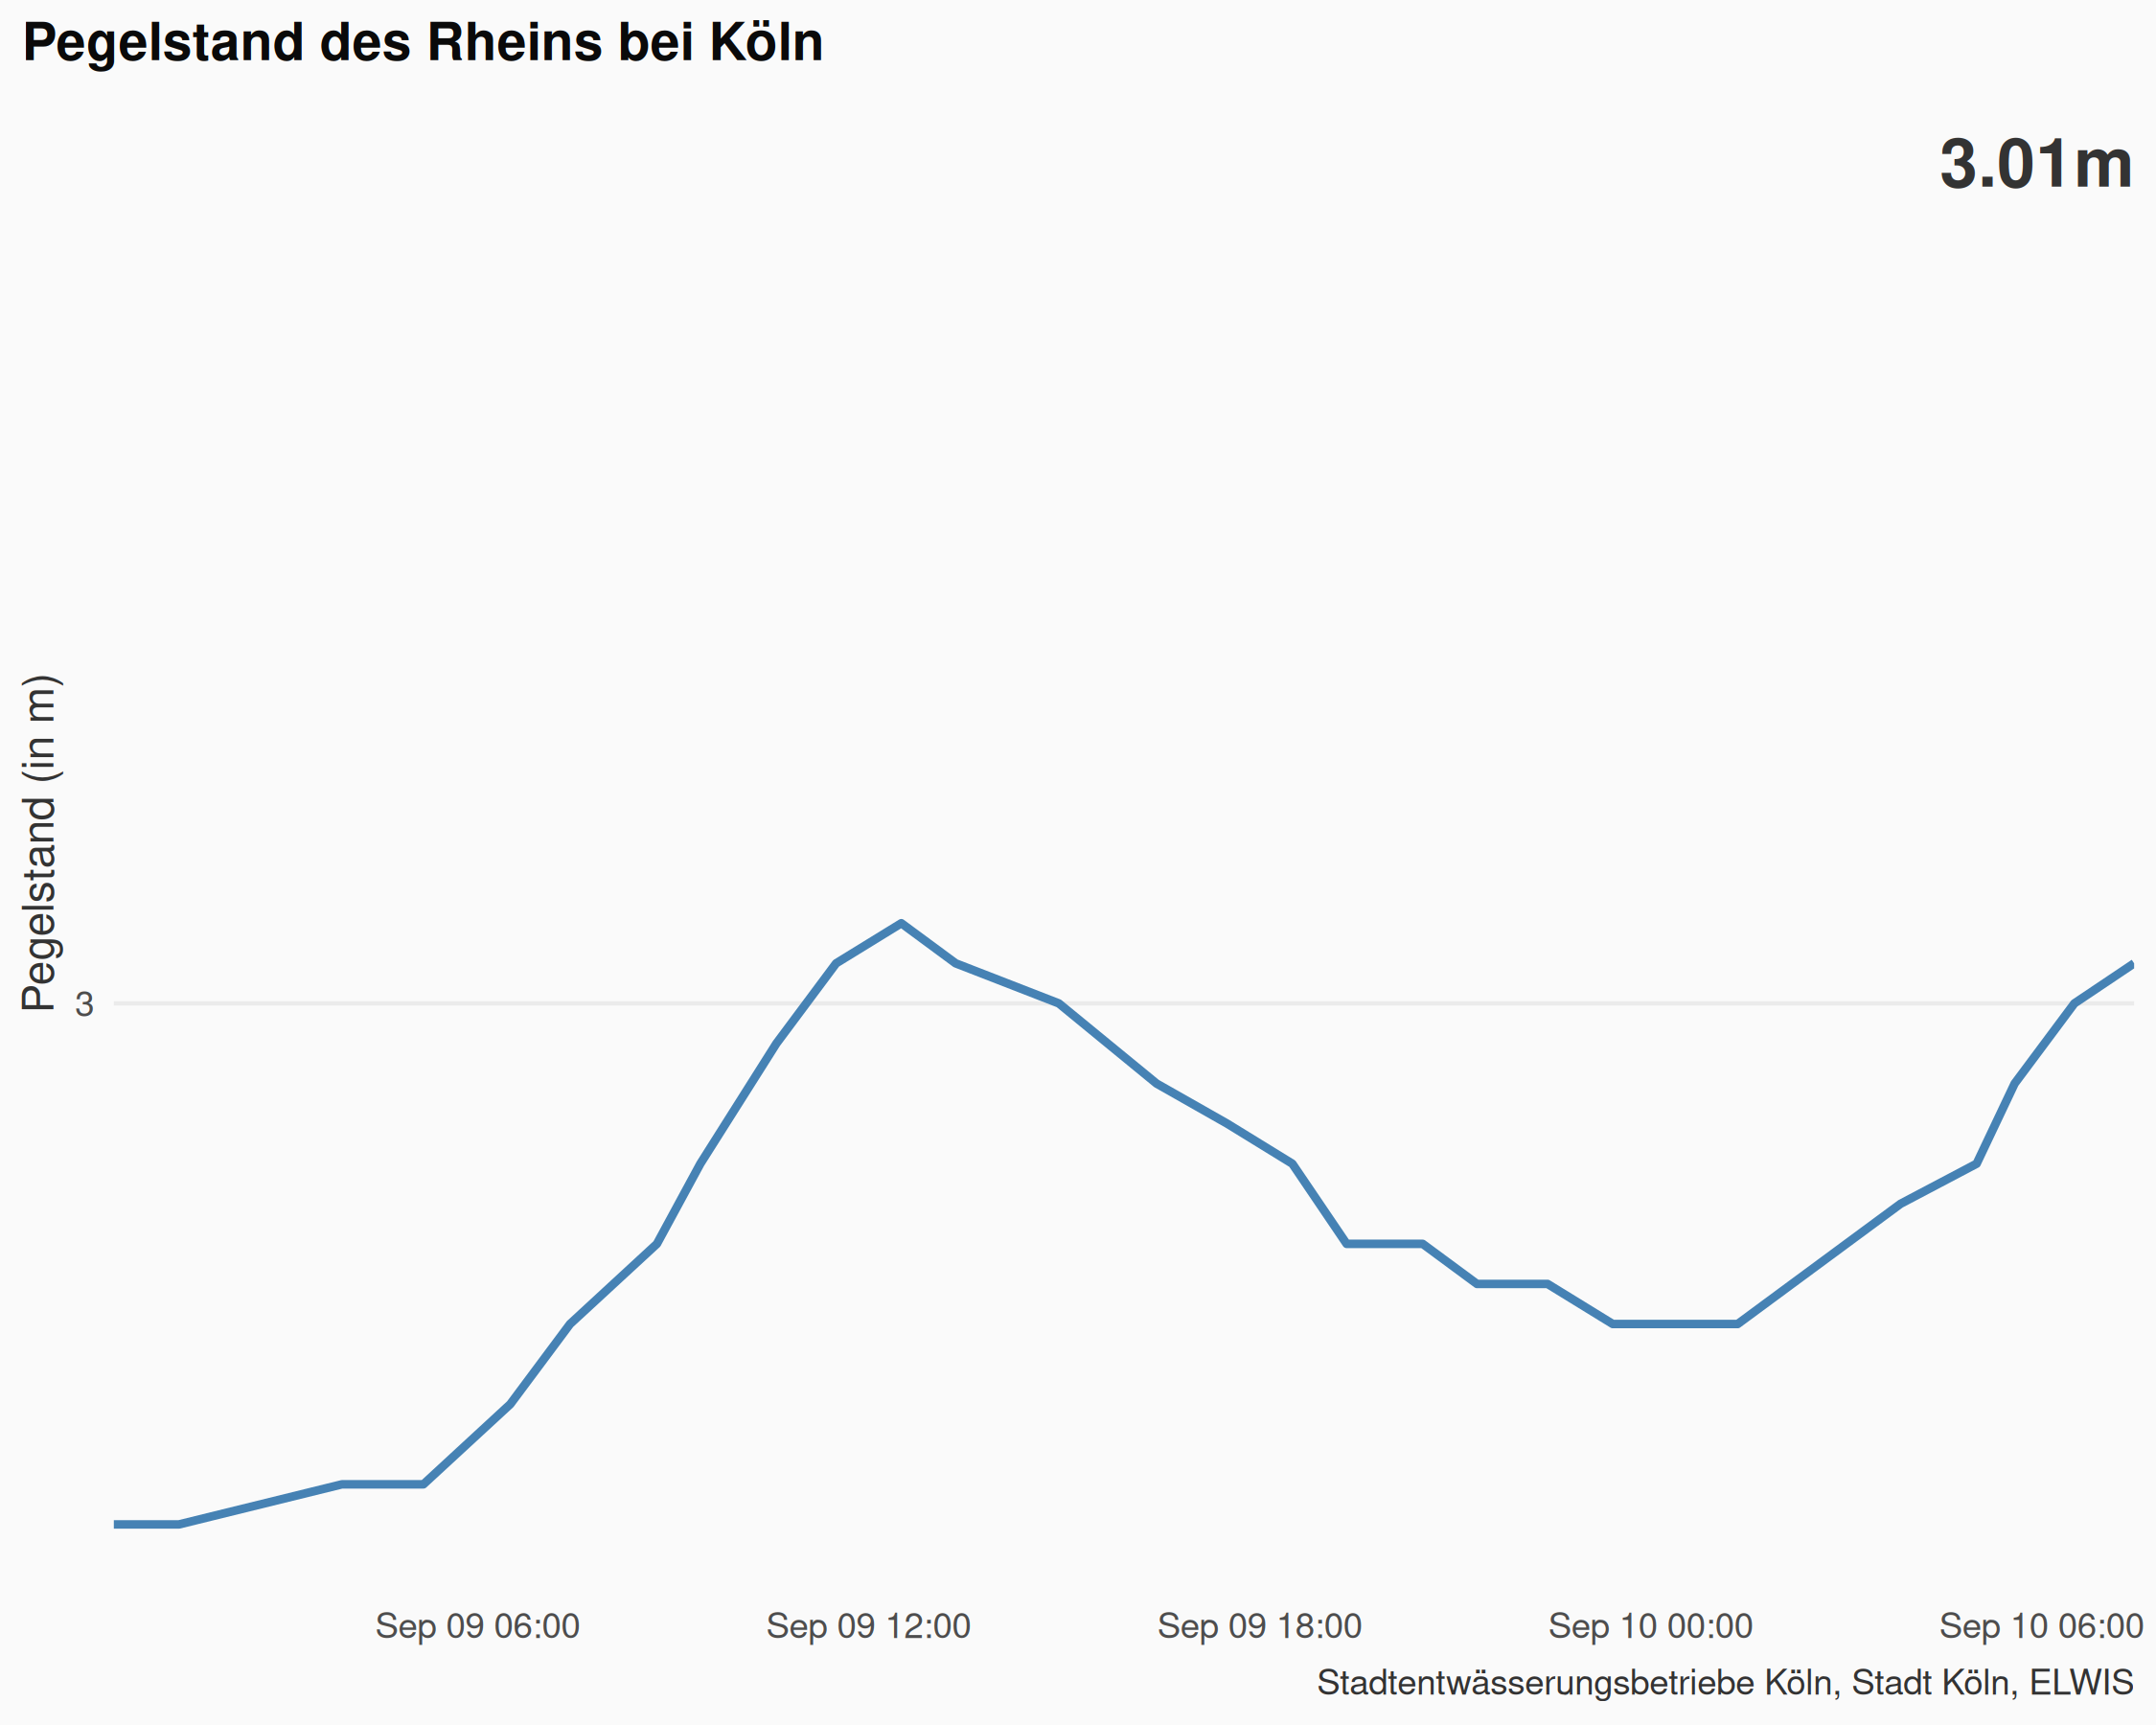 Pegelstand des Rheins bei Köln
3.01m
Pegelstand (in m)
3
Sep 09 06:00
Sep 09 12:00
Sep 09 18:00
Sep 10 00:00
Sep 10 06:00
Stadtentwässerungsbetriebe Köln, Stadt Köln, ELWIS